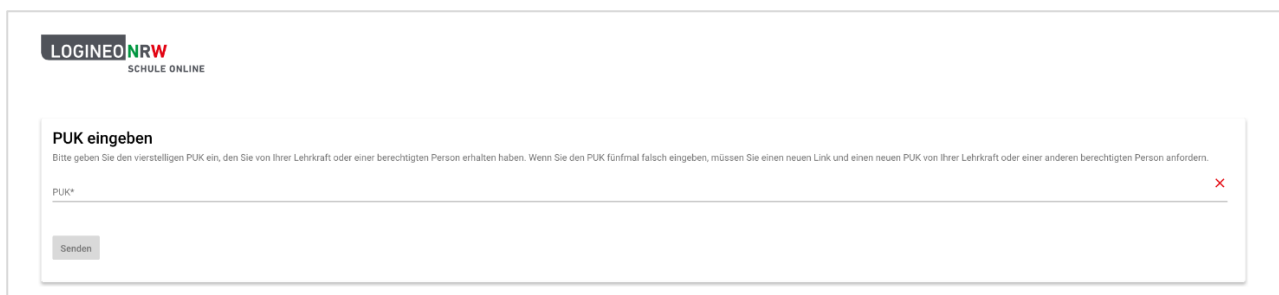 LOGINEO NRW
SCHULE ONLINE
PUK eingeben
Bitte geben Sie den vierstelligen PUK ein, den Sie von Ihrer Lehrkraft oder einer berechtigten Person erhalten haben. Wenn Sie den PUK fünfmal falsch eingeben, müssen Sie einen neuen Link und einen neuen PUK von Ihrer Lehrkraft oder einer anderen berechtigten Person anfordern.
PUK*
Senden